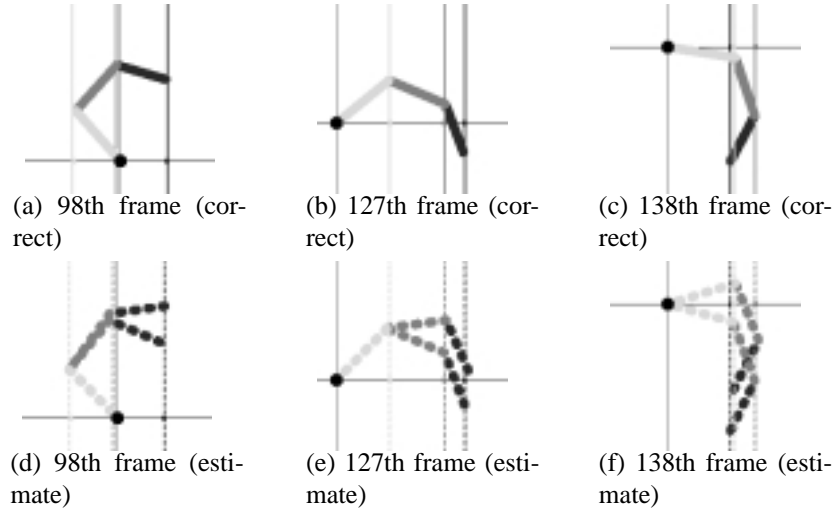 (a) 98th frame (cor-
rect)
(b) 127th frame (cor-
rect)
(c) 138th frame (cor-
rect)
(d) 98th frame (esti-
mate)
(e) 127th frame (esti-
mate)
(f) 138th frame (esti-
mate)